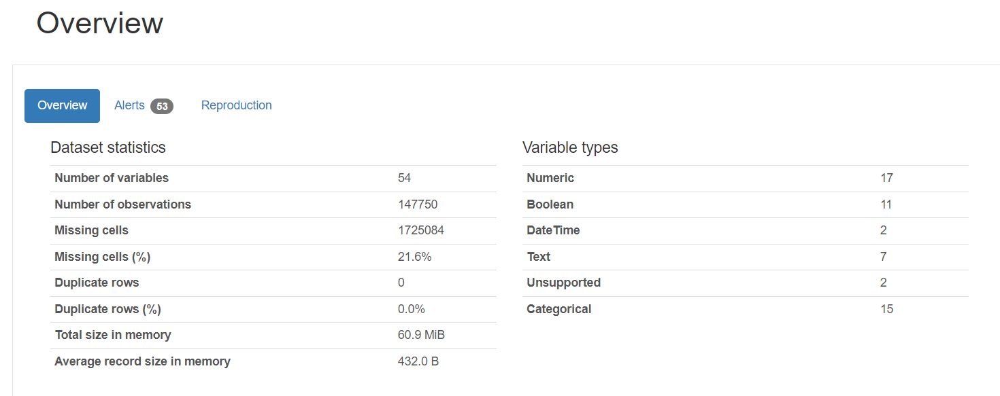 Overview
Overview Alerts 53 Reproduction
Dataset statistics
Number of variables 54
Number of observations 147750
Missing cells 1725084
Missing cells (%) 21.6%
Duplicate rows 0
Duplicate rows (%) 0.0%
Total size in memory 60.9 MiB
Average record size in memory 432.0 B
Variable types
Numeric 17
Boolean 11
DateTime 2
Text 7
Unsupported 2
Categorical 15